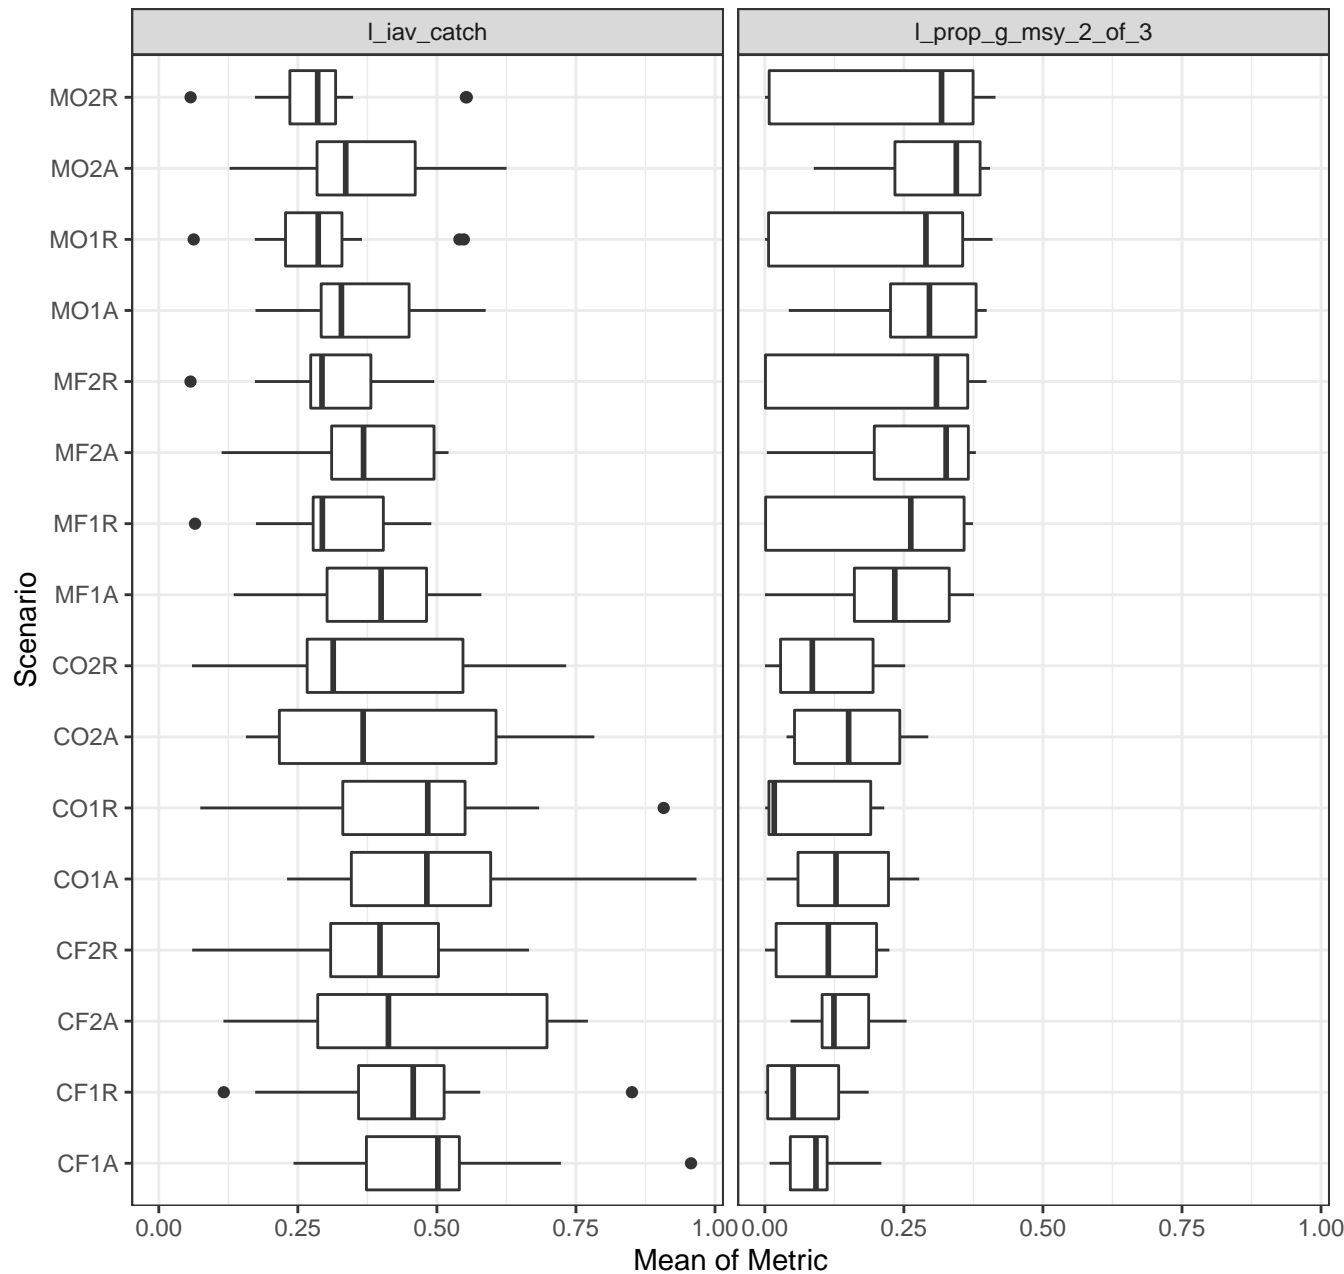 l_iav_catch
l_prop_g_msy_2_of_3
Scenario
MO2R
MO2A
MO1R
MO1A
MF2R
MF2A
MF1R
MF1A
CO2R
CO2A
CO1R
CO1A
CF2R
CF2A
CF1R
CF1A
0.00 0.25 0.50 0.75 1.00
0.00 0.25 0.50 0.75 1.00
Mean of Metric